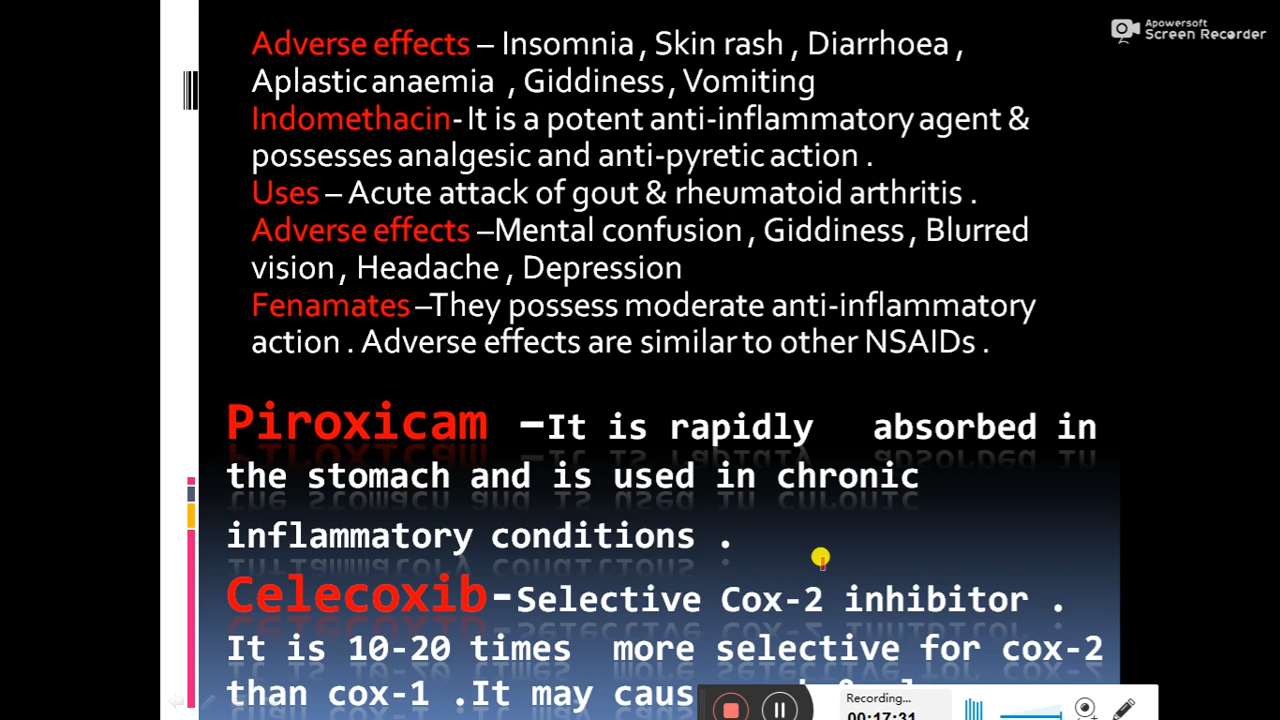 Apowersoft
Screen Recorder
Adverse effects – Insomnia , Skin rash , Diarrhoea ,
Aplastic anaemia , Giddiness , Vomiting
Indomethacin- It is a potent anti-inflammatory agent &
possesses analgesic and anti-pyretic action .
Uses – Acute attack of gout & rheumatoid arthritis .
Adverse effects –Mental confusion , Giddiness , Blurred
vision , Headache , Depression
Fenamates –They possess moderate anti-inflammatory
action . Adverse effects are similar to other NSAIDs .
Piroxicam –It is rapidly absorbed in
the stomach and is used in chronic
inflammatory conditions .
Celecoxib-Selective Cox-2 inhibitor .
It is 10-20 times more selective for cox-2
than cox-1 .It may
Recording...
00:17:31